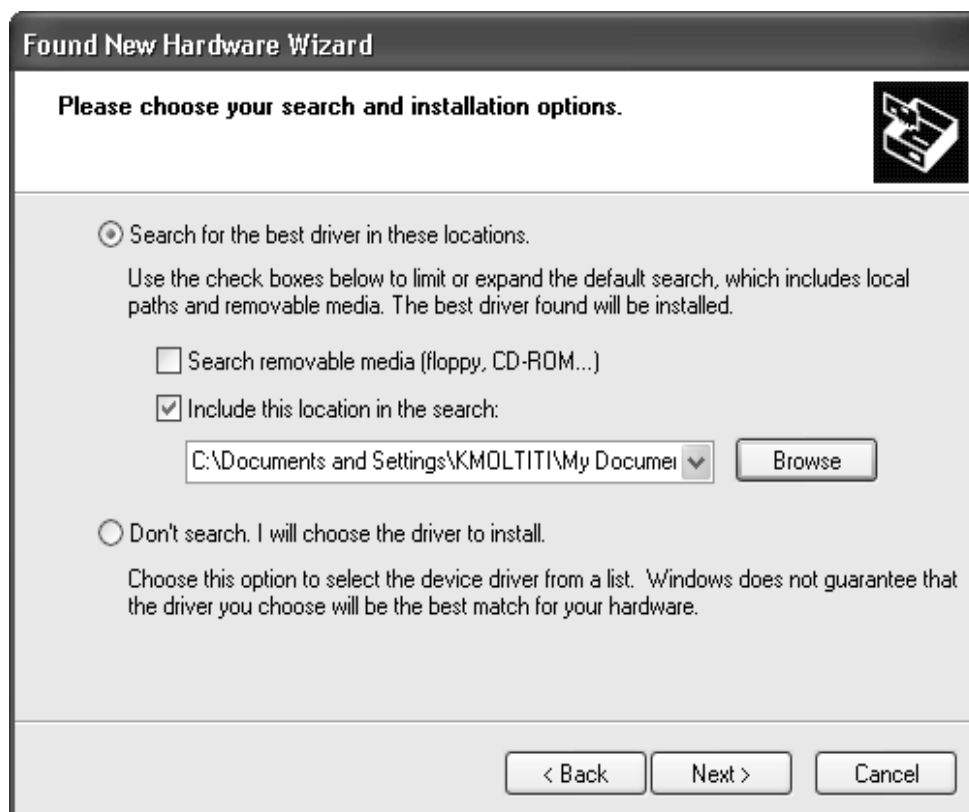 Found New Hardware Wizard
Please choose your search and installation options.
Search for the best driver in these locations.
Use the check boxes below to limit or expand the default search, which includes local
paths and removable media. The best driver found will be installed.
Search removable media (floppy, CD-ROM...)
Include this location in the search:
C:\Documents and Settings\KMOLTITI\My Documer
Browse
Don't search. I will choose the driver to install.
Choose this option to select the device driver from a list. Windows does not guarantee that
the driver you choose will be the best match for your hardware.
< Back Next > Cancel